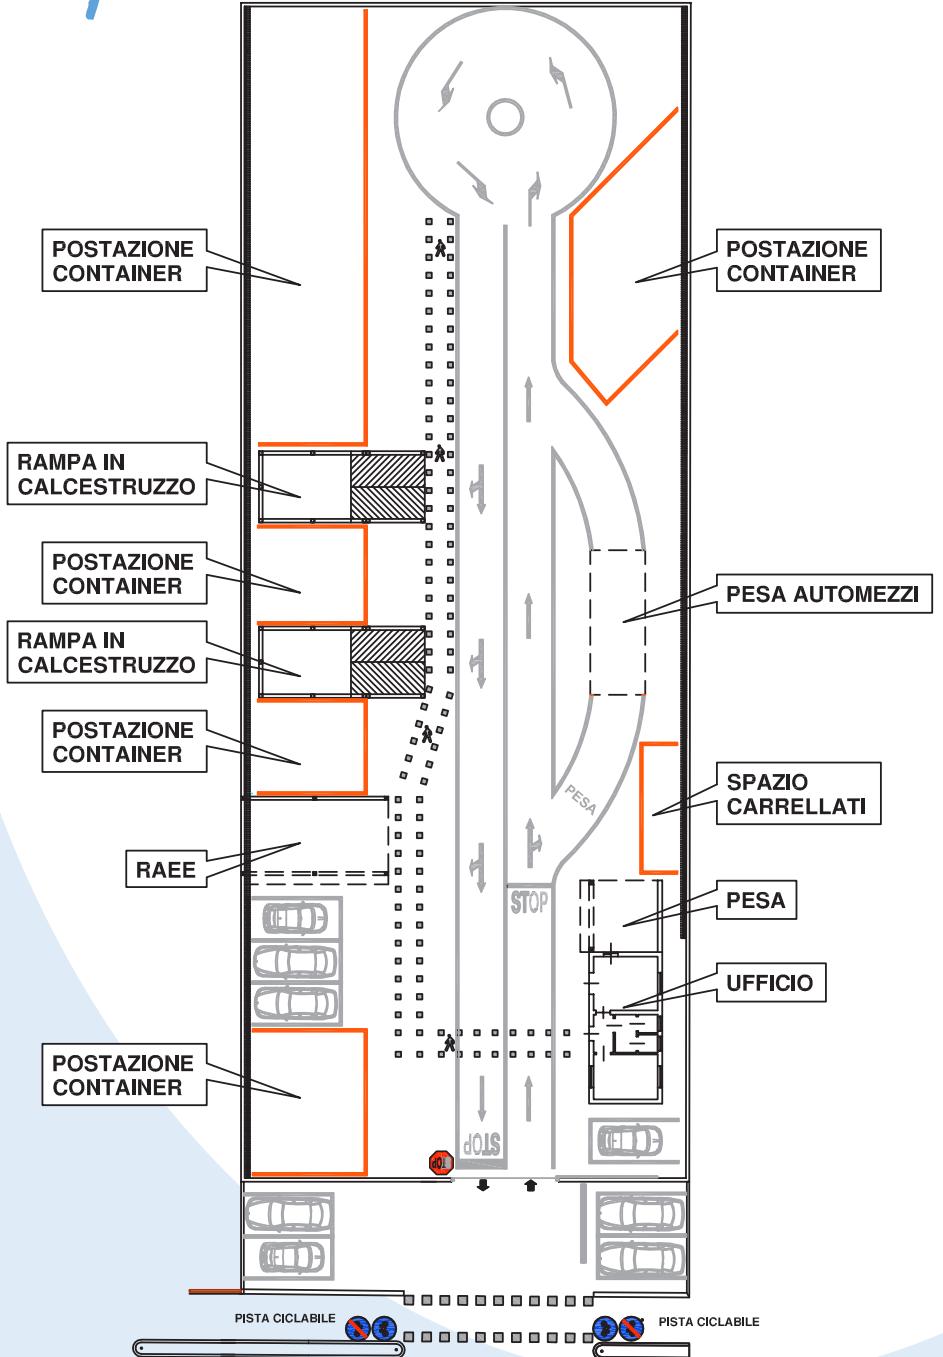 POSTAZIONE
CONTAINER
POSTAZIONE
CONTAINER
RAMPA IN
CALCESTRUZZO
POSTAZIONE
CONTAINER
PESA AUTOMEZZI
RAMPA IN
CALCESTRUZZO
POSTAZIONE
CONTAINER
PESA
SPAZIO
CARRELLATI
RAEE
STOP
PESA
UFFICIO
POSTAZIONE
CONTAINER
STOP
STOP
PISTA CICLABILE
PISTA CICLABILE